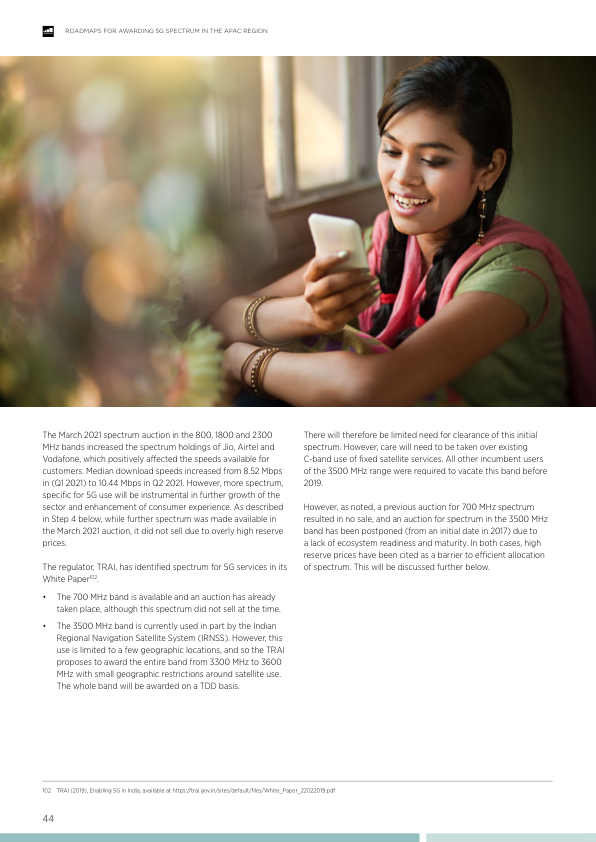 ROADMAPS FOR AWARDING 5G SPECTRUM IN THE APAC REGION
The March 2021 spectrum auction in the 800, 1800 and 2300
MHz bands increased the spectrum holdings of Jio, Airtel and
Vodafone, which positively affected the speeds available for
customers. Median download speeds increased from 8.52 Mbps
in (Q1 2021) to 10.44 Mbps in Q2 2021. However, more spectrum,
specific for 5G use will be instrumental in further growth of the
sector and enhancement of consumer experience. As described
in Step 4 below, while further spectrum was made available in
the March 2021 auction, it did not sell due to overly high reserve
prices.
The regulator, TRAI, has identified spectrum for 5G services in its
White Paper102.
• The 700 MHz band is available and an auction has already
taken place, although this spectrum did not sell at the time.
• The 3500 MHz band is currently used in part by the Indian
Regional Navigation Satellite System (IRNSS). However, this
use is limited to a few geographic locations, and so the TRAI
proposes to award the entire band from 3300 MHz to 3600
MHz with small geographic restrictions around satellite use.
The whole band will be awarded on a TDD basis.
There will therefore be limited need for clearance of this initial
spectrum. However, care will need to be taken over existing
C-band use of fixed satellite services. All other incumbent users
of the 3500 MHz range were required to vacate this band before
2019.
However, as noted, a previous auction for 700 MHz spectrum
resulted in no sale, and an auction for spectrum in the 3500 MHz
band has been postponed (from an initial date in 2017) due to
a lack of ecosystem readiness and maturity. In both cases, high
reserve prices have been cited as a barrier to efficient allocation
of spectrum. This will be discussed further below.
102 TRAI (2019), Enabling 5G in India, available at https://trai.gov.in/sites/default/files/White_Paper_22022019.pdf
44